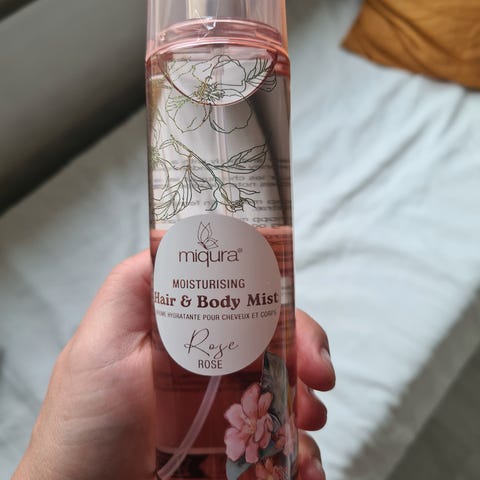 miqura®
MOISTURISING
Hair & Body Mist
BRUME HYDRATANTE POUR CHEVEUX ET CORPS
Rose
ROSE